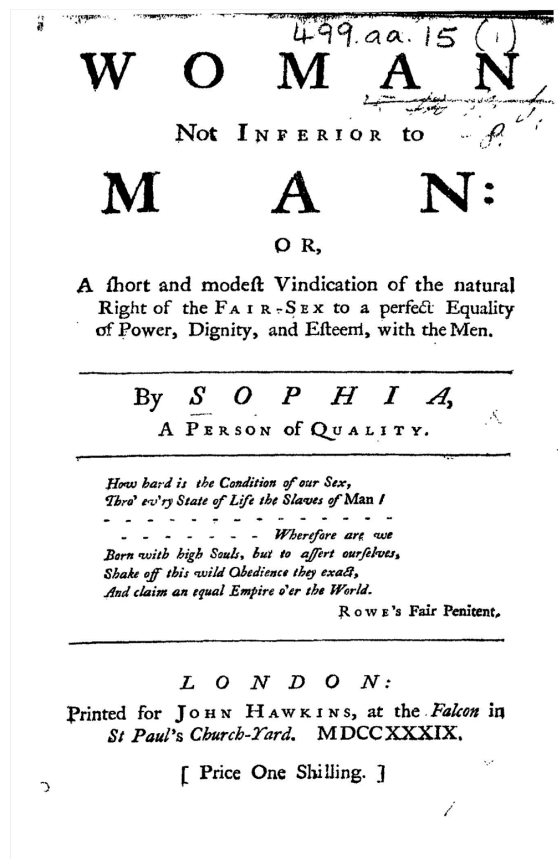 499.aa.15 (1)
WOMAN
Not INFERIOR to
MAN:
OR,
A ſhort and modeſt Vindication of the natural
Right of the FAIR-SEX to a perfect Equality
of Power, Dignity, and Eſteem, with the Men.
By SOPHIA,
A PERSON of QUALITY.
How hard is the Condition of our Sex,
Thro' ev'ry State of Life the Slaves of Man!
- - - - - - - - - - - - - -
- - - - - - - Wherefore are we
Born with high Souls, but to aſſert ourſelves,
Shake off this wild Obedience they exact,
And claim an equal Empire o'er the World.
ROWE's Fair Penitent.
LONDON:
Printed for JOHN HAWKINS, at the Falcon in
St Paul's Church-Yard. MDCCXXXIX.
[ Price One Shilling. ]